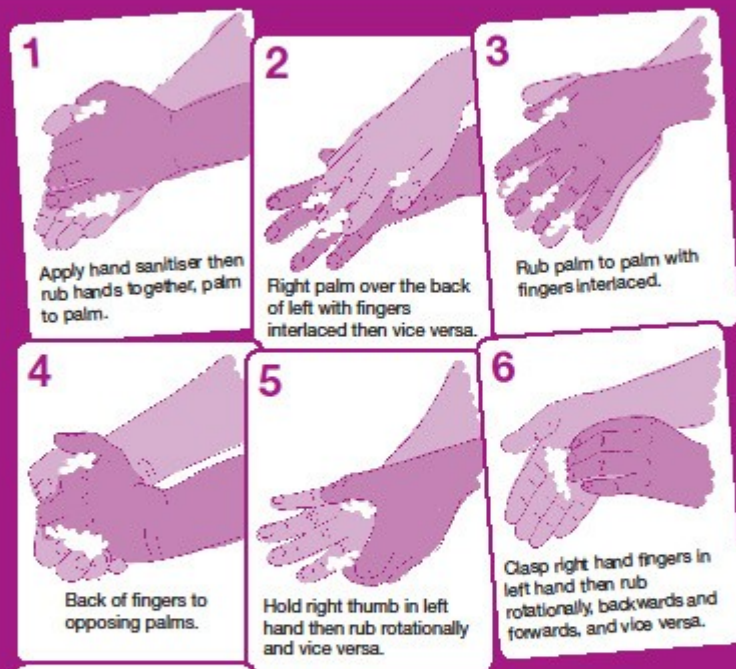 1
Apply hand sanitiser then
rub hands together, palm
to palm.
2
Right palm over the back
of left with fingers
interlaced then vice versa.
3
Rub palm to palm with
fingers interlaced.
4
Back of fingers to
opposing palms.
5
Hold right thumb in left
hand then rub rotationally
and vice versa.
6
Clasp right hand fingers in
left hand then rub
rotationally, backwards and
forwards, and vice versa.